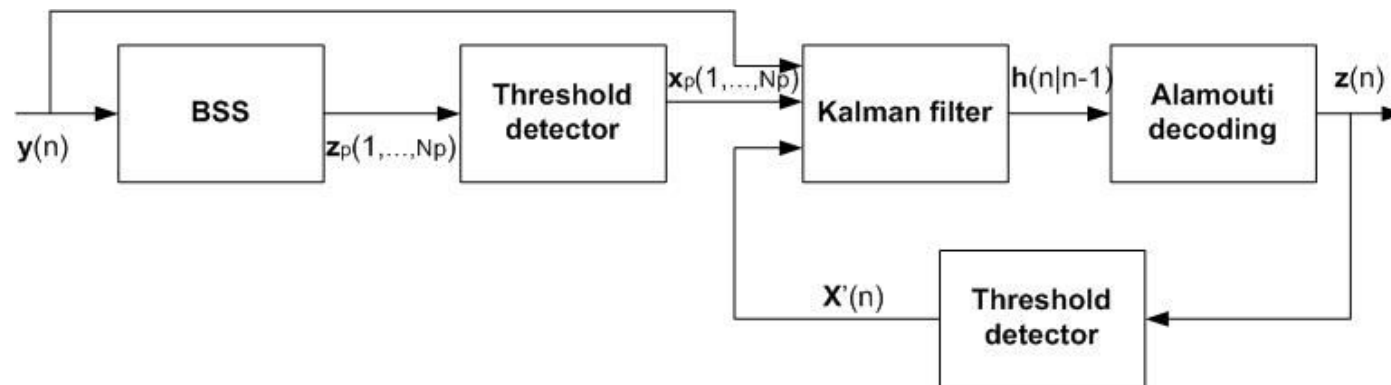 y(n)
BSS
zp(1,...,Np)
Threshold
detector
xp(1,...,Np)
Kalman filter
h(n|n-1)
Alamouti
decoding
z(n)
X'(n)
Threshold
detector